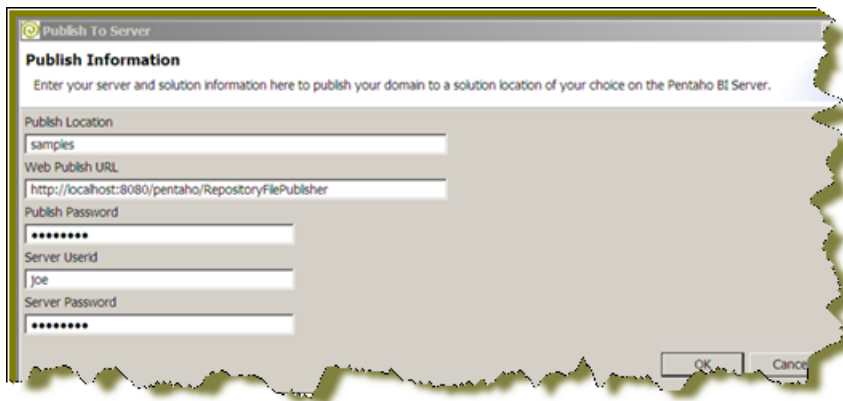 Publish To Server
Publish Information
Enter your server and solution information here to publish your domain to a solution location of your choice on the Pentaho BI Server.
Publish Location
samples
Web Publish URL
http://localhost:8080/pentaho/RepositoryFilePublisher
Publish Password
••••••••
Server Userid
joe
Server Password
••••••••
OK Cance